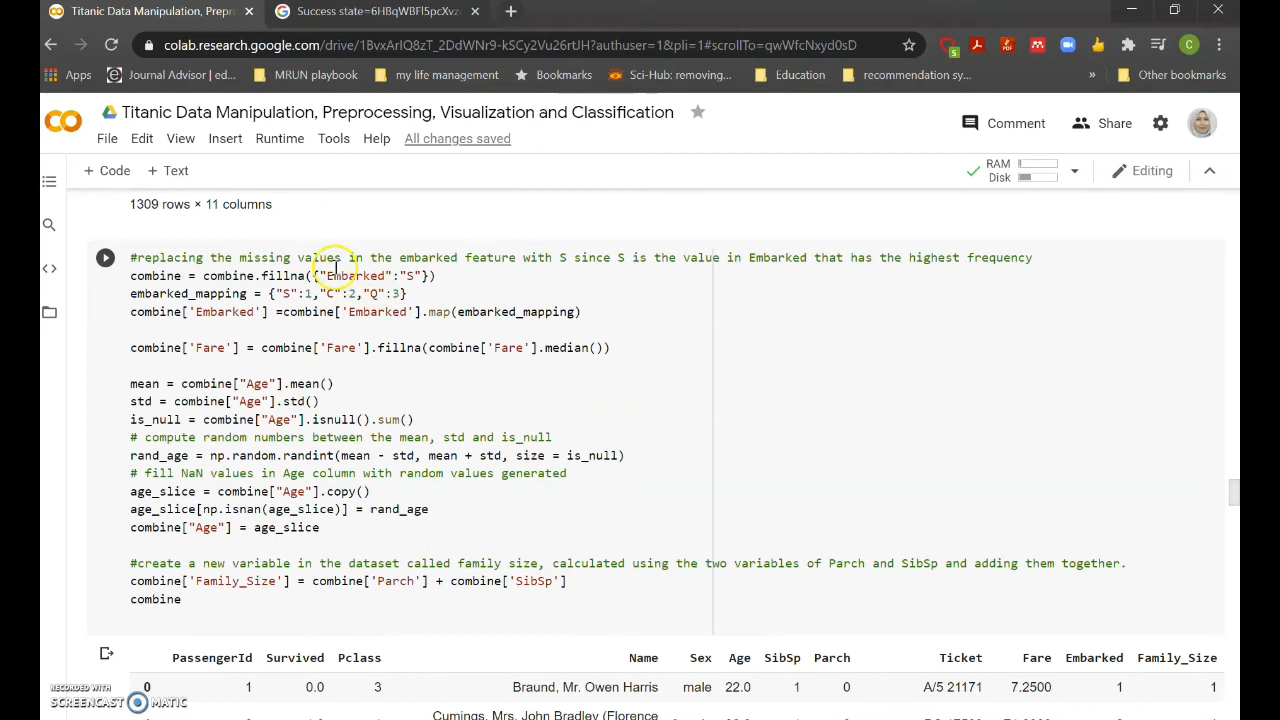 Titanic Data Manipulation, Prepr
Success state=6HBqWBFl5pcXvz
colab.research.google.com/drive/1BvxArIQ8zT_2DdWNr9-kSCy2Vu26rtUH?authuser=1&pli=1#scrollTo=qwWfcNxyd0sD
5
C
Apps
Journal Advisor | ed...
MRUN playbook
my life management
Bookmarks
Sci-Hub: removing...
Education
recommendation sy...
»
Other bookmarks
Titanic Data Manipulation, Preprocessing, Visualization and Classification
File Edit View Insert Runtime Tools Help All changes saved
Comment
Share
+ Code + Text
RAM
Disk
Editing
1309 rows × 11 columns
#replacing the missing values in the embarked feature with S since S is the value in Embarked that has the highest frequency
combine = combine.fillna({"Embarked":"S"})
embarked_mapping = {"S":1,"C":2,"Q":3}
combine['Embarked'] =combine['Embarked'].map(embarked_mapping)
combine['Fare'] = combine['Fare'].fillna(combine['Fare'].median())
mean = combine["Age"].mean()
std = combine["Age"].std()
is_null = combine["Age"].isnull().sum()
# compute random numbers between the mean, std and is_null
rand_age = np.random.randint(mean - std, mean + std, size = is_null)
# fill NaN values in Age column with random values generated
age_slice = combine["Age"].copy()
age_slice[np.isnan(age_slice)] = rand_age
combine["Age"] = age_slice
#create a new variable in the dataset called family size, calculated using the two variables of Parch and SibSp and adding them together.
combine['Family_Size'] = combine['Parch'] + combine['SibSp']
combine
PassengerId Survived Pclass Name Sex Age SibSp Parch Ticket Fare Embarked Family_Size
0 1 0.0 3 Braund, Mr. Owen Harris male 22.0 1 0 A/5 21171 7.2500 1 1
Cumings, Mrs. John Bradley (Florence
RECORDED WITH
SCREENCAST MATIC